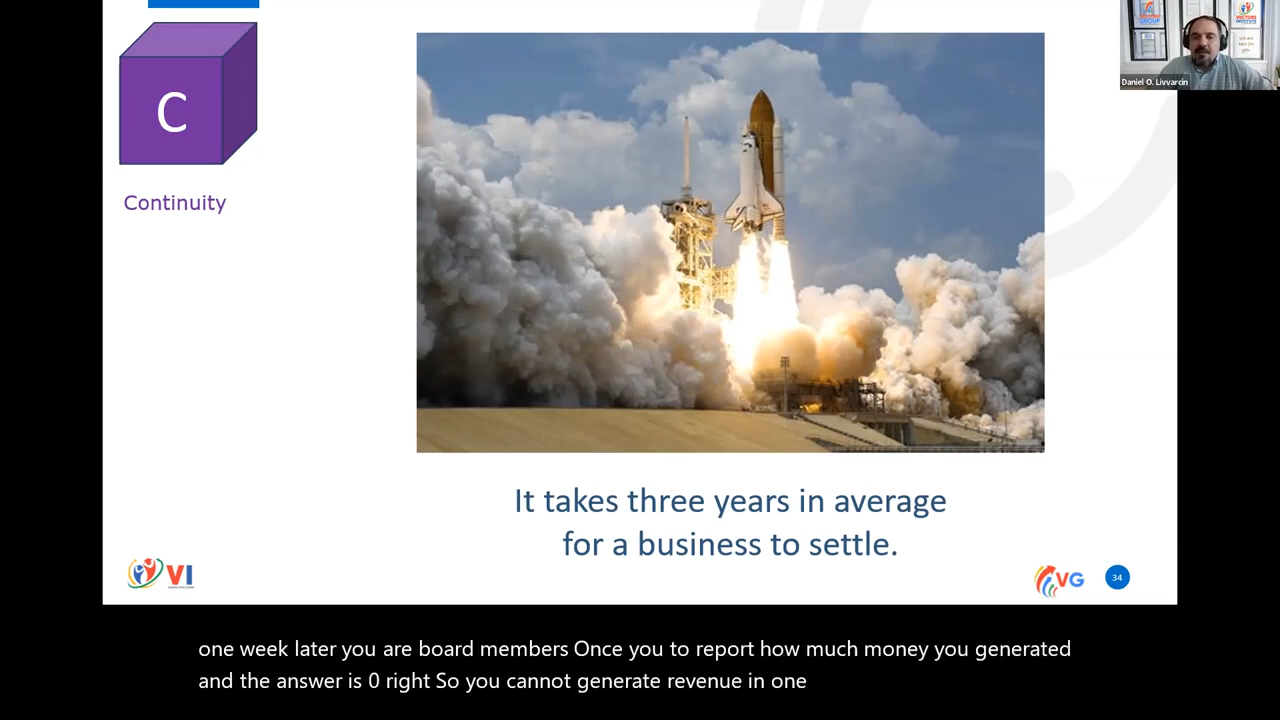 C
Continuity
It takes three years in average
for a business to settle.
VI
VG
34
Daniel O. Livvarcin
one week later you are board members Once you to report how much money you generated
and the answer is 0 right So you cannot generate revenue in one